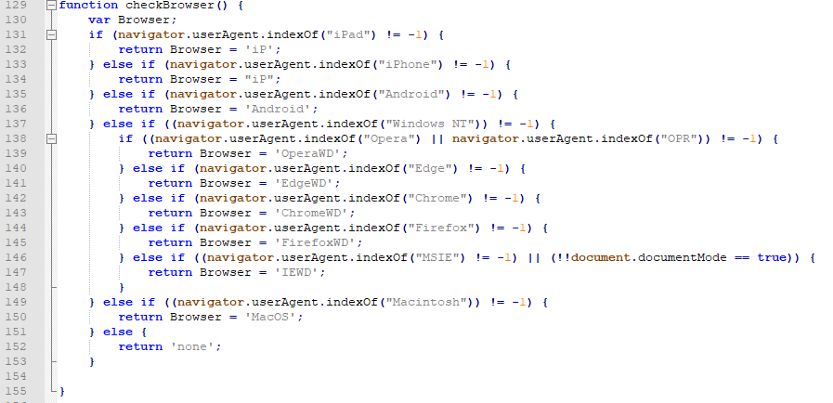 129 function checkBrowser() {
130 var Browser;
131 if (navigator.userAgent.indexOf("iPad") != -1) {
132 return Browser = 'iP';
133 } else if (navigator.userAgent.indexOf("iPhone") != -1) {
134 return Browser = "iP";
135 } else if (navigator.userAgent.indexOf("Android") != -1) {
136 return Browser = 'Android';
137 } else if ((navigator.userAgent.indexOf("Windows NT")) != -1) {
138 if ((navigator.userAgent.indexOf("Opera") || navigator.userAgent.indexOf("OPR")) != -1) {
139 return Browser = 'OperaWD';
140 } else if (navigator.userAgent.indexOf("Edge") != -1) {
141 return Browser = 'EdgeWD';
142 } else if (navigator.userAgent.indexOf("Chrome") != -1) {
143 return Browser = 'ChromeWD';
144 } else if (navigator.userAgent.indexOf("Firefox") != -1) {
145 return Browser = 'FirefoxWD';
146 } else if ((navigator.userAgent.indexOf("MSIE") != -1) || (!!document.documentMode == true)) {
147 return Browser = 'IEWD';
148 }
149 } else if ((navigator.userAgent.indexOf("Macintosh")) != -1) {
150 return Browser = 'MacOS';
151 } else {
152 return 'none';
153 }
154
155 }